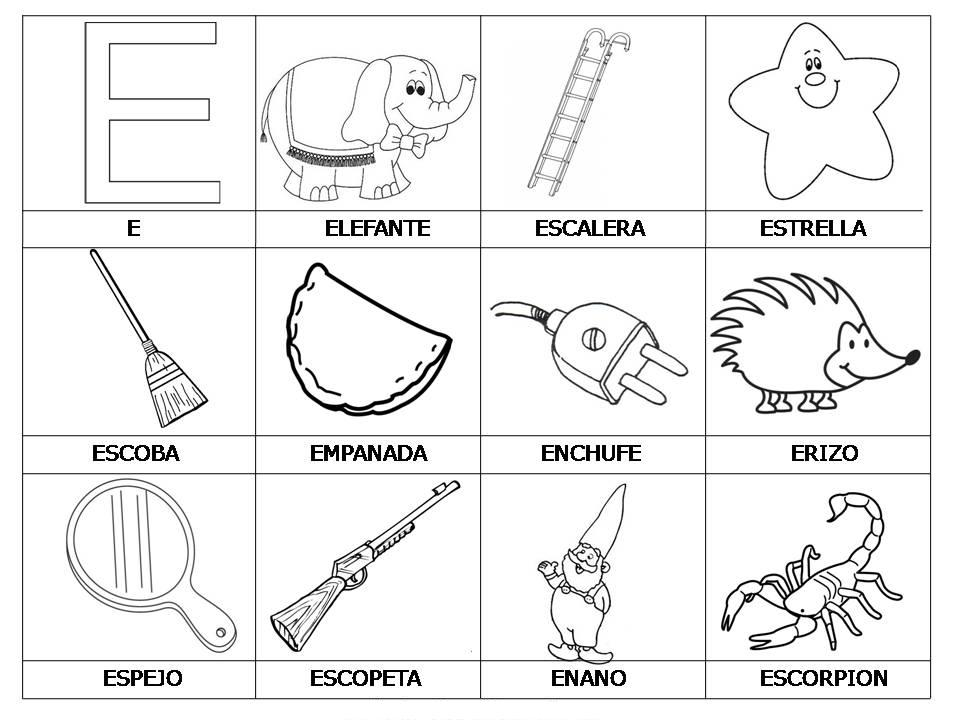 E
ELEFANTE
ESCALERA
ESTRELLA
ESCOBA
EMPANADA
ENCHUFE
ERIZO
ESPEJO
ESCOPETA
ENANO
ESCORPION